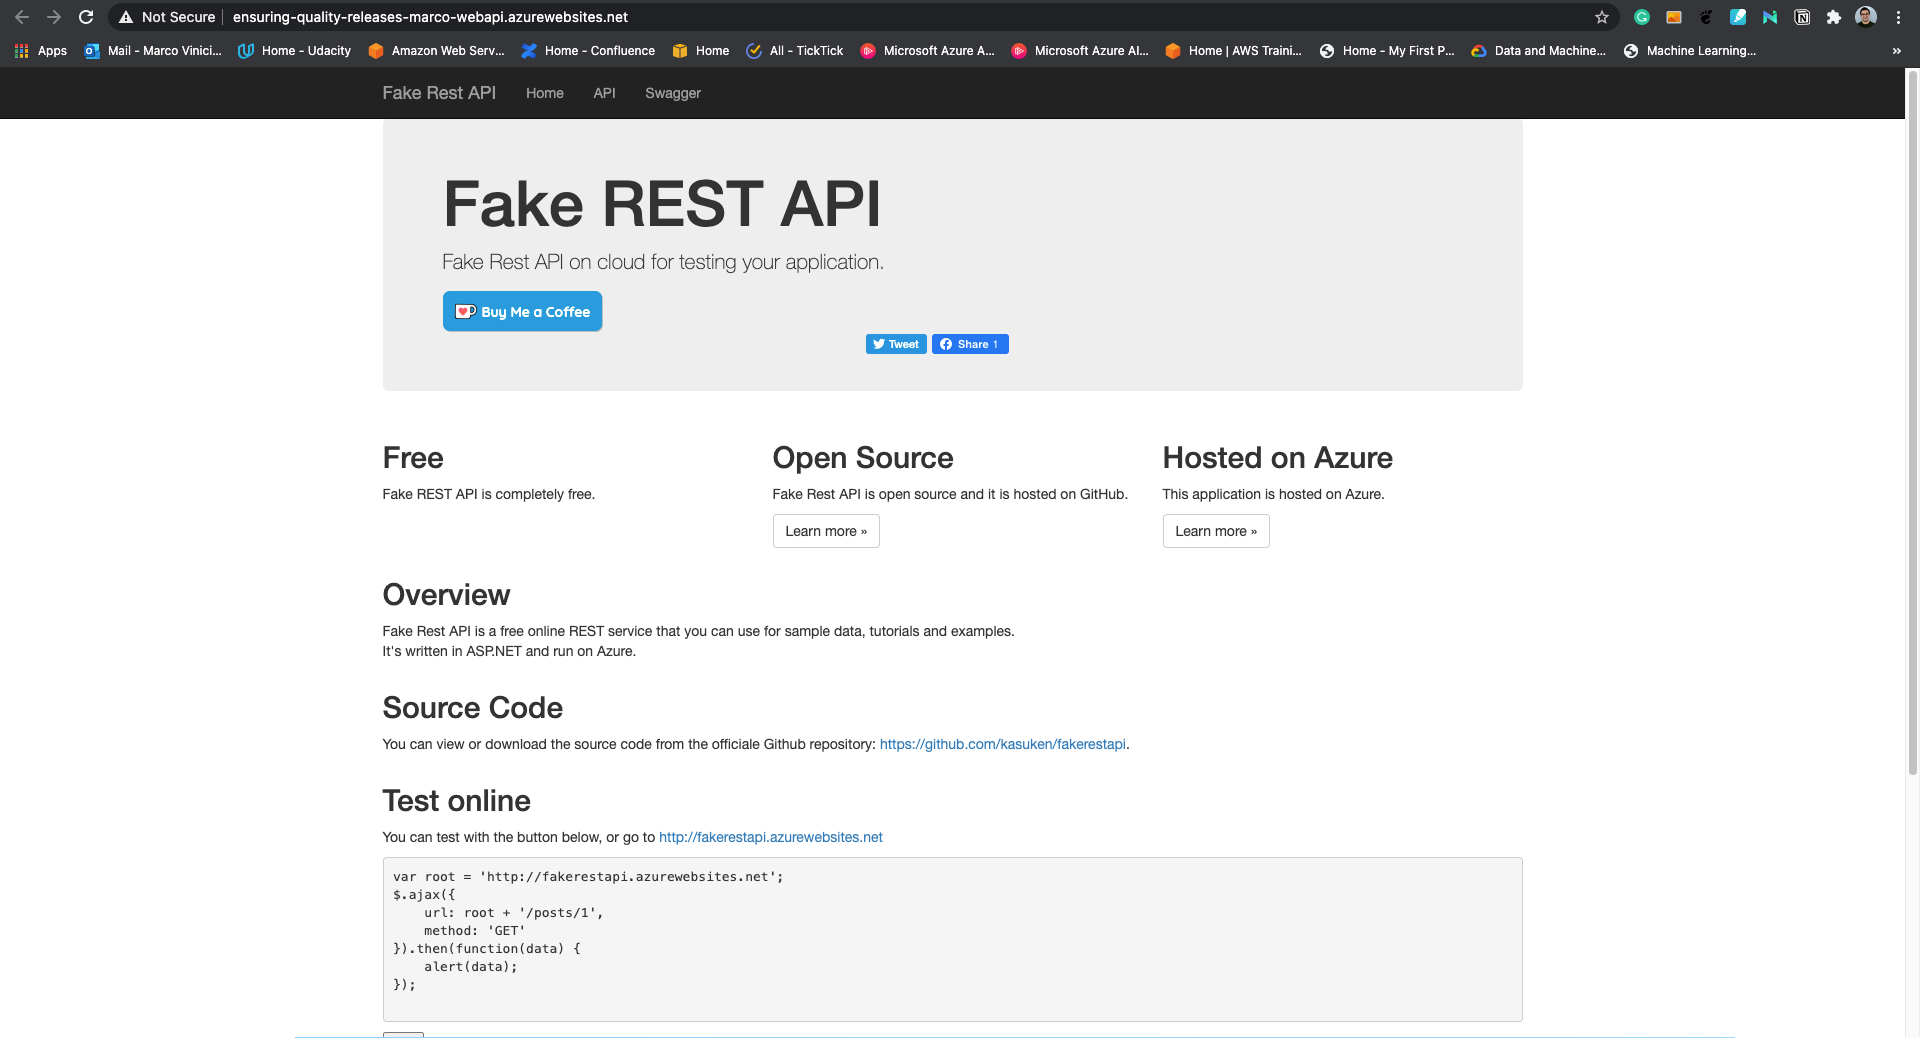 Not Secure ensuring-quality-releases-marco-webapi.azurewebsites.net
Apps Mail - Marco Vinici... Home - Udacity Amazon Web Serv... Home - Confluence Home All - TickTick Microsoft Azure A... Microsoft Azure AI... Home | AWS Traini... Home - My First P... Data and Machine... Machine Learning... »
Fake Rest API Home API Swagger
Fake REST API
Fake Rest API on cloud for testing your application.
Buy Me a Coffee
Tweet Share 1
Free
Fake REST API is completely free.
Open Source
Fake Rest API is open source and it is hosted on GitHub.
Learn more »
Hosted on Azure
This application is hosted on Azure.
Learn more »
Overview
Fake Rest API is a free online REST service that you can use for sample data, tutorials and examples.
It's written in ASP.NET and run on Azure.
Source Code
You can view or download the source code from the officiale Github repository: https://github.com/kasuken/fakerestapi.
Test online
You can test with the button below, or go to http://fakerestapi.azurewebsites.net
var root = 'http://fakerestapi.azurewebsites.net';
$.ajax({
    url: root + '/posts/1',
    method: 'GET'
}).then(function(data) {
    alert(data);
});